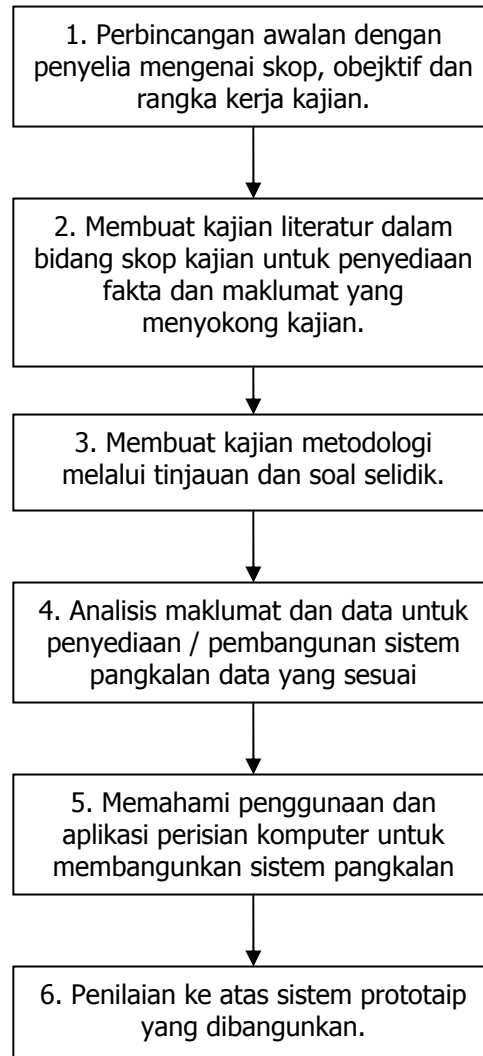 1. Perbincangan awalan dengan
penyelia mengenai skop, obejktif dan
rangka kerja kajian.
2. Membuat kajian literatur dalam
bidang skop kajian untuk penyediaan
fakta dan maklumat yang
menyokong kajian.
3. Membuat kajian metodologi
melalui tinjauan dan soal selidik.
4. Analisis maklumat dan data untuk
penyediaan / pembangunan sistem
pangkalan data yang sesuai
5. Memahami penggunaan dan
aplikasi perisian komputer untuk
membangunkan sistem pangkalan
6. Penilaian ke atas sistem prototaip
yang dibangunkan.